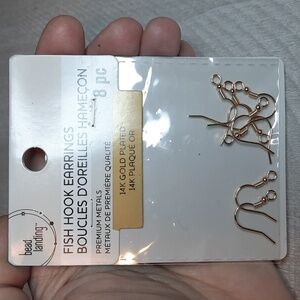 bead
landing
FISH HOOK EARRINGS
BOUCLES D'OREILLES HAMEÇON
PREMIUM METALS
MÉTAUX DE PREMIÈRE QUALITÉ
8 pc
14K GOLD PLATED
14K PLAQUÉ OR